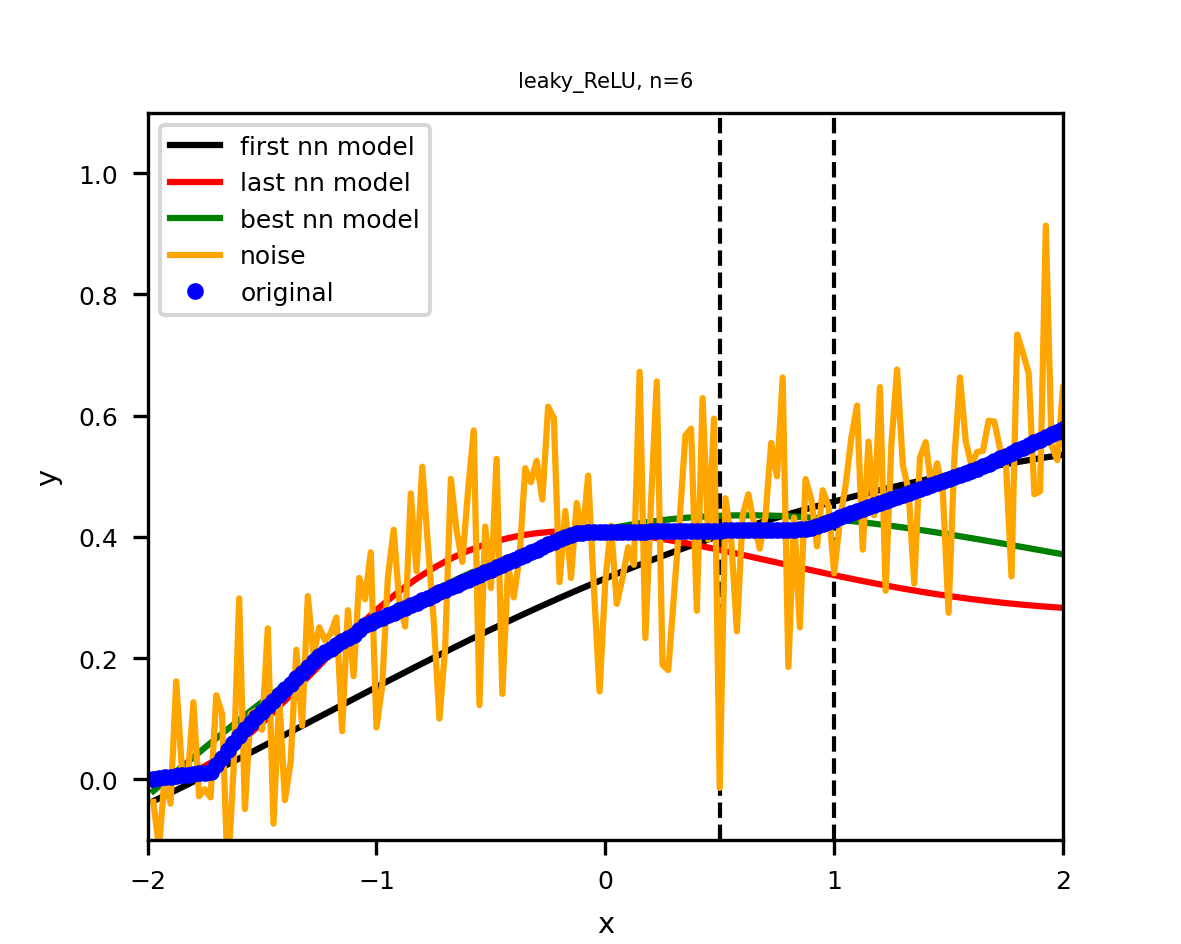 leaky_ReLU, n=6
first nn model
last nn model
best nn model
noise
original
1.0
0.8
0.6
0.4
0.2
0.0
y
−2
−1
0
1
2
x